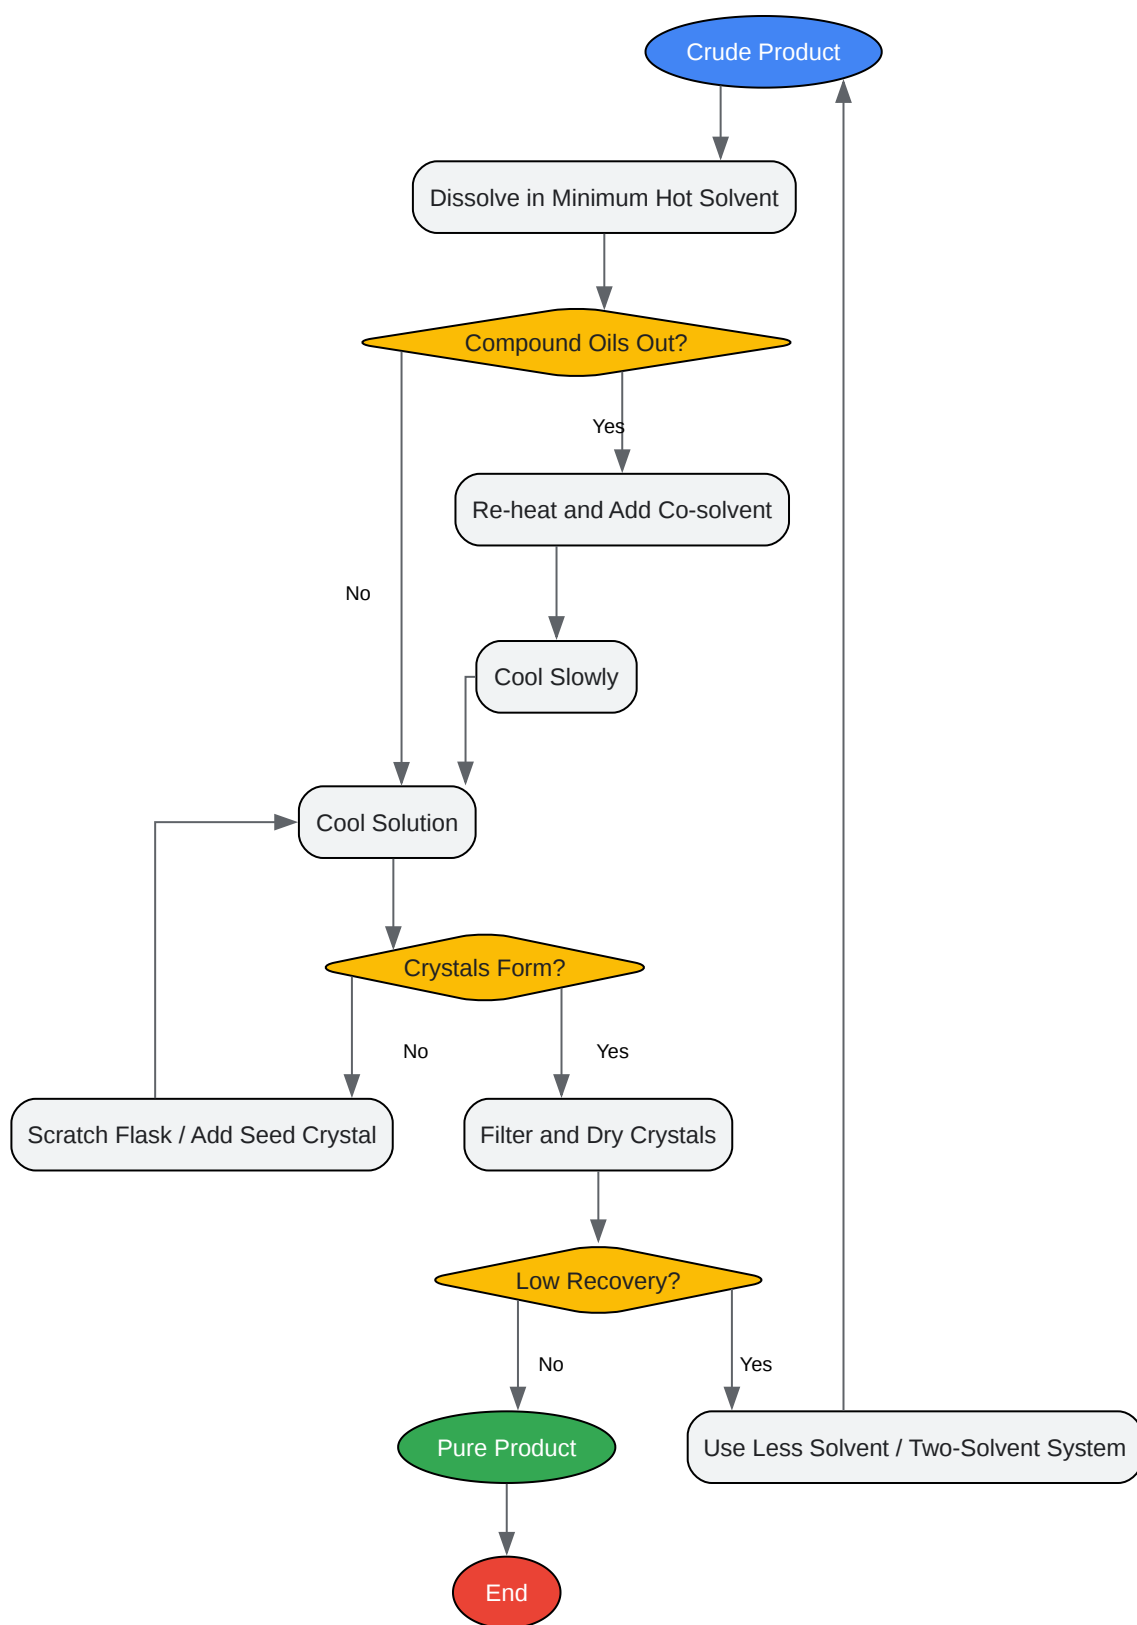 Crude Product
Dissolve in Minimum Hot Solvent
Compound Oils Out?
Yes
Re-heat and Add Co-solvent
No
Cool Slowly
Cool Solution
Crystals Form?
No
Yes
Scratch Flask / Add Seed Crystal
Filter and Dry Crystals
Low Recovery?
No
Yes
Pure Product
Use Less Solvent / Two-Solvent System
End